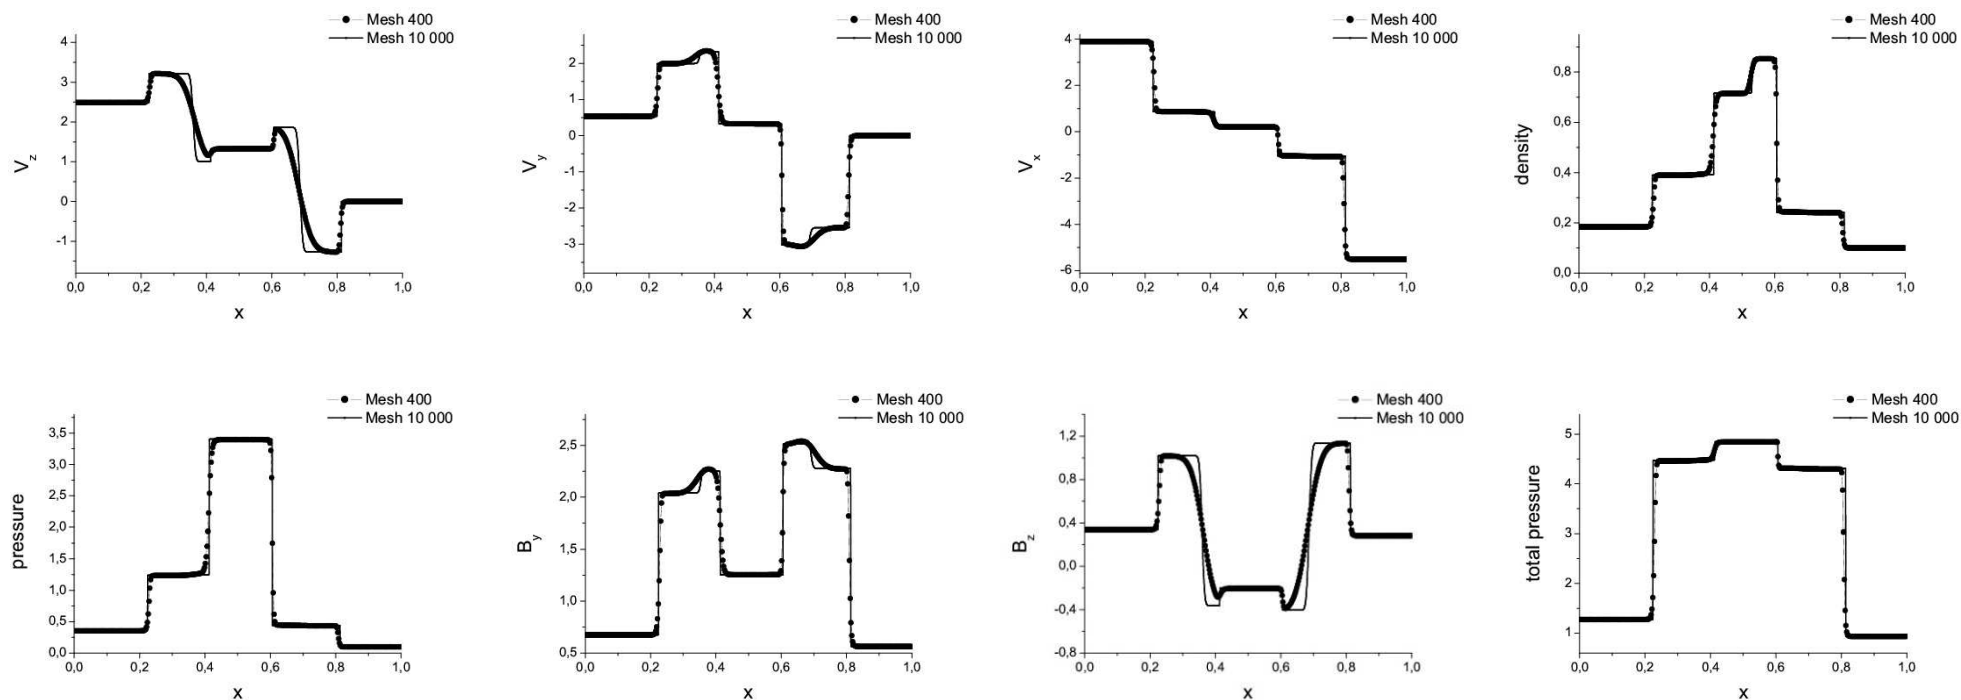 Mesh 400
Mesh 10 000
4
3
2
1
0
-1
V_z
0,0 0,2 0,4 0,6 0,8 1,0
x
Mesh 400
Mesh 10 000
2
1
0
-1
-2
-3
V_y
0,0 0,2 0,4 0,6 0,8 1,0
x
Mesh 400
Mesh 10 000
4
2
0
-2
-4
-6
V_x
0,0 0,2 0,4 0,6 0,8 1,0
x
Mesh 400
Mesh 10 000
0,8
0,6
0,4
0,2
0,0
density
0,0 0,2 0,4 0,6 0,8 1,0
x
Mesh 400
Mesh 10 000
3,5
3,0
2,5
2,0
1,5
1,0
0,5
0,0
pressure
0,0 0,2 0,4 0,6 0,8 1,0
x
Mesh 400
Mesh 10 000
2,5
2,0
1,5
1,0
0,5
B_y
0,0 0,2 0,4 0,6 0,8 1,0
x
Mesh 400
Mesh 10 000
1,2
0,8
0,4
0,0
-0,4
-0,8
B_z
0,0 0,2 0,4 0,6 0,8 1,0
x
Mesh 400
Mesh 10 000
5
4
3
2
1
total pressure
0,0 0,2 0,4 0,6 0,8 1,0
x